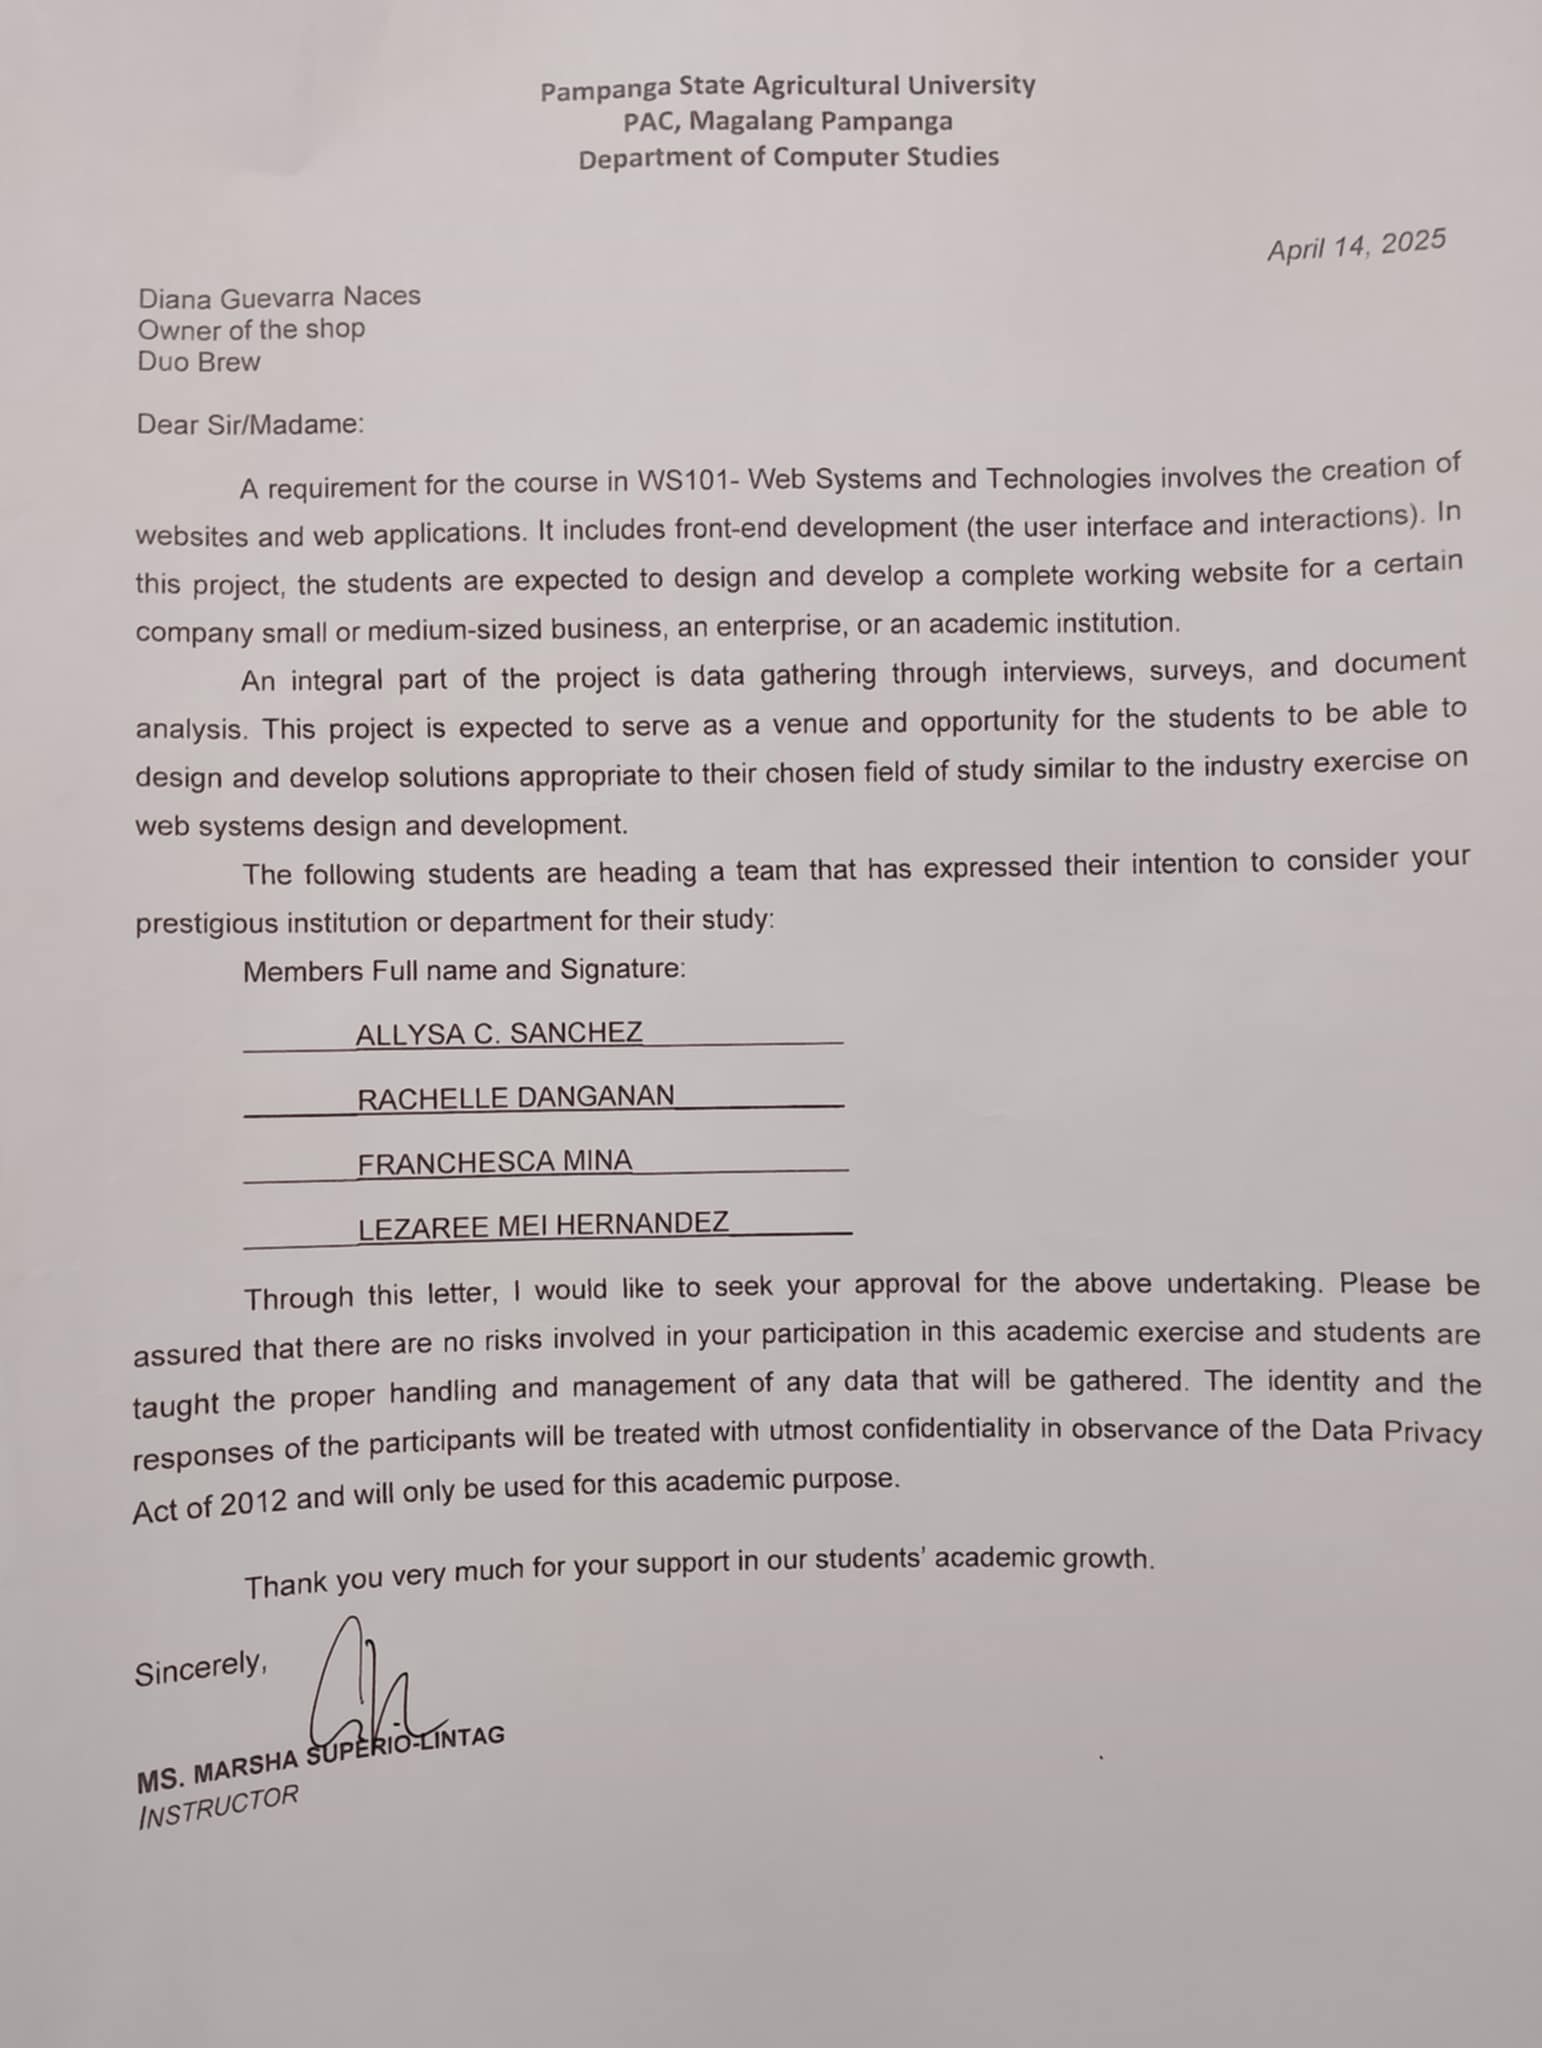 Pampanga State Agricultural University
PAC, Magalang Pampanga
Department of Computer Studies
April 14, 2025
Diana Guevarra Naces
Owner of the shop
Duo Brew
Dear Sir/Madame:
A requirement for the course in WS101- Web Systems and Technologies involves the creation of
websites and web applications. It includes front-end development (the user interface and interactions). In
this project, the students are expected to design and develop a complete working website for a certain
company small or medium-sized business, an enterprise, or an academic institution.
An integral part of the project is data gathering through interviews, surveys, and document
analysis. This project is expected to serve as a venue and opportunity for the students to be able to
design and develop solutions appropriate to their chosen field of study similar to the industry exercise on
web systems design and development.
The following students are heading a team that has expressed their intention to consider your
prestigious institution or department for their study:
Members Full name and Signature:
ALLYSA C. SANCHEZ
RACHELLE DANGANAN
FRANCHESCA MINA
LEZAREE MEI HERNANDEZ
Through this letter, I would like to seek your approval for the above undertaking. Please be
assured that there are no risks involved in your participation in this academic exercise and students are
taught the proper handling and management of any data that will be gathered. The identity and the
responses of the participants will be treated with utmost confidentiality in observance of the Data Privacy
Act of 2012 and will only be used for this academic purpose.
Thank you very much for your support in our students' academic growth.
Sincerely,
MS. MARSHA SUPERIO-LINTAG
INSTRUCTOR